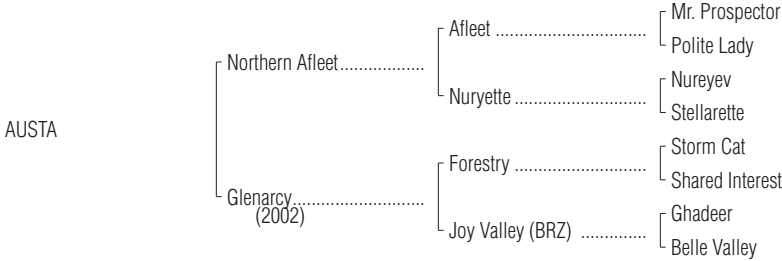 Mr. Prospector
Afleet ................................
Polite Lady
Northern Afleet..................
Nureyev
Nuryette ............................
Stellarette
AUSTA
Storm Cat
Forestry ............................
Shared Interest
Glenarcy............................
(2002)
Ghadeer
Joy Valley (BRZ) ..............
Belle Valley